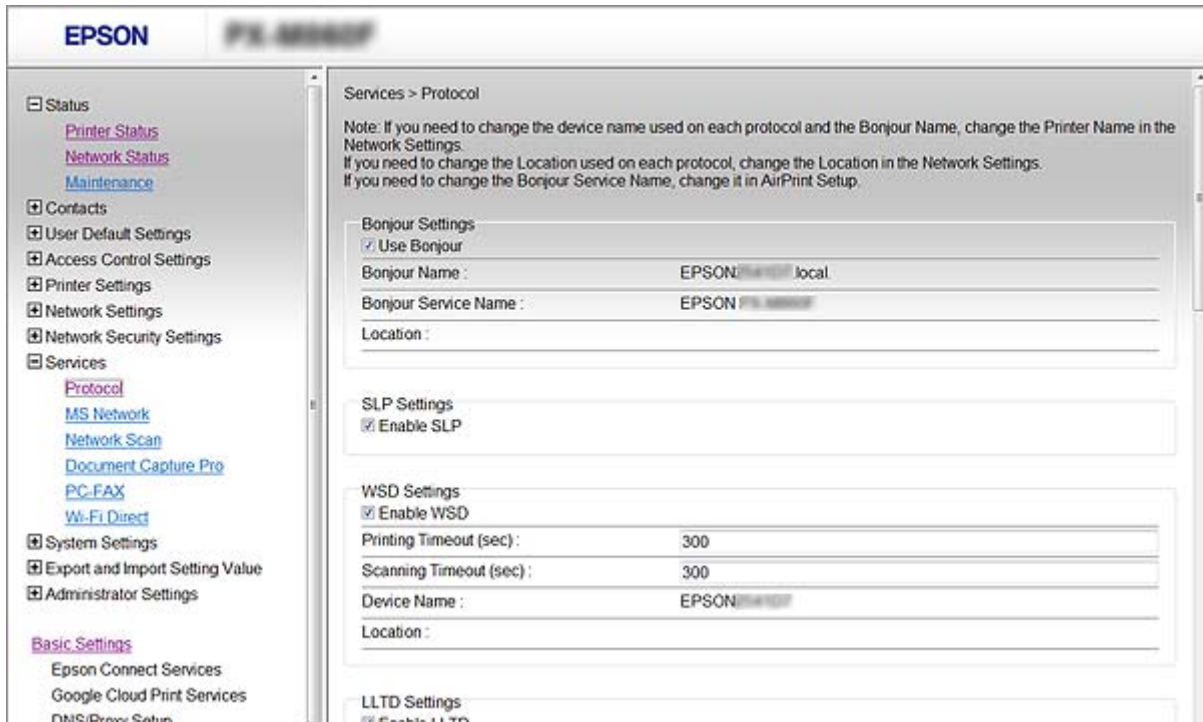 EPSON
Status
Printer Status
Network Status
Maintenance
Contacts
User Default Settings
Access Control Settings
Printer Settings
Network Settings
Network Security Settings
Services
Protocol
MS Network
Network Scan
Document Capture Pro
PC-FAX
Wi-Fi Direct
System Settings
Export and Import Setting Value
Administrator Settings
Basic Settings
Epson Connect Services
Google Cloud Print Services
DNS/Proxy Setup
Services > Protocol
Note: If you need to change the device name used on each protocol and the Bonjour Name, change the Printer Name in the
Network Settings.
If you need to change the Location used on each protocol, change the Location in the Network Settings.
If you need to change the Bonjour Service Name, change it in AirPrint Setup.
Bonjour Settings
Use Bonjour
Bonjour Name : EPSON .local.
Bonjour Service Name : EPSON
Location :
SLP Settings
Enable SLP
WSD Settings
Enable WSD
Printing Timeout (sec) : 300
Scanning Timeout (sec) : 300
Device Name : EPSON
Location :
LLTD Settings
Enable LLTD